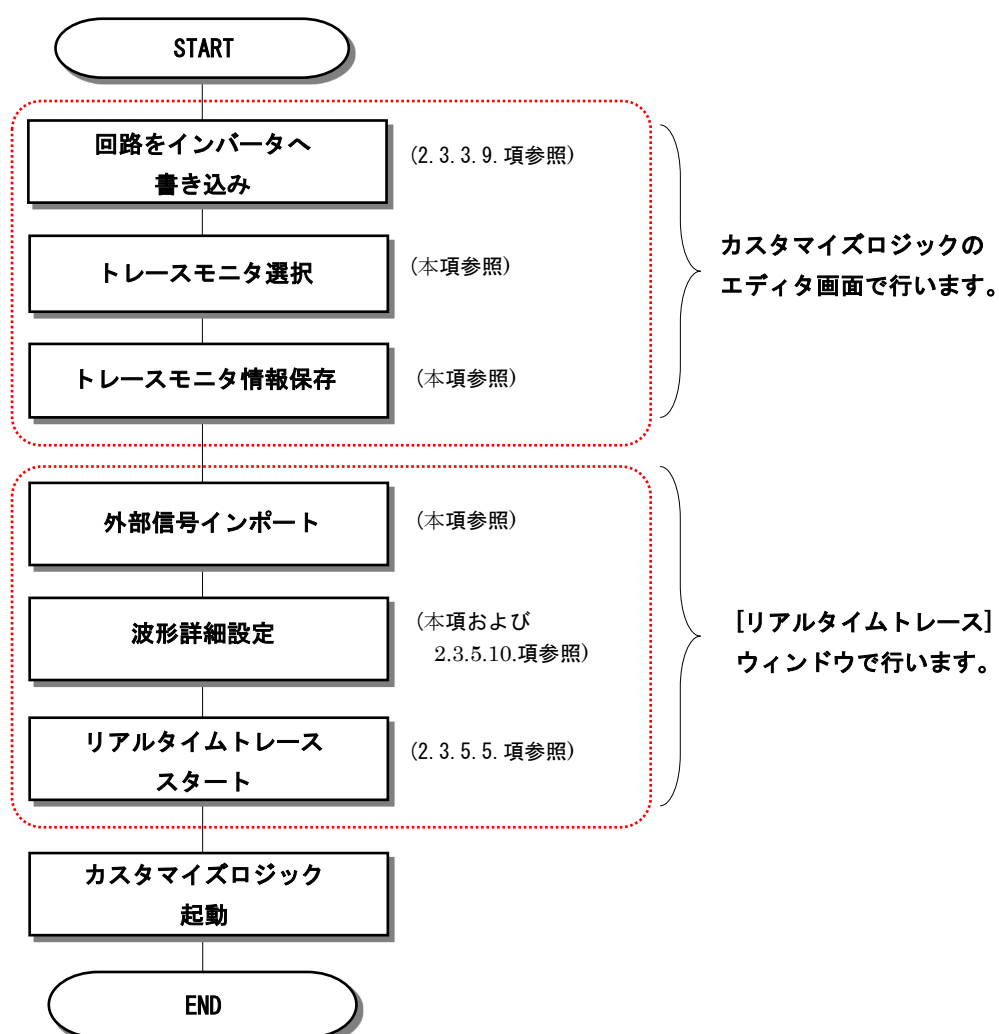 START
回路をインバータへ
書き込み
(2.3.3.9.項参照)
トレースモニタ選択
(本項参照)
トレースモニタ情報保存
(本項参照)
カスタマイズロジックの
エディタ画面で行います。
外部信号インポート
(本項参照)
波形詳細設定
(本項および
2.3.5.10.項参照)
リアルタイムトレース
スタート
(2.3.5.5.項参照)
[リアルタイムトレース]
ウィンドウで行います。
カスタマイズロジック
起動
END